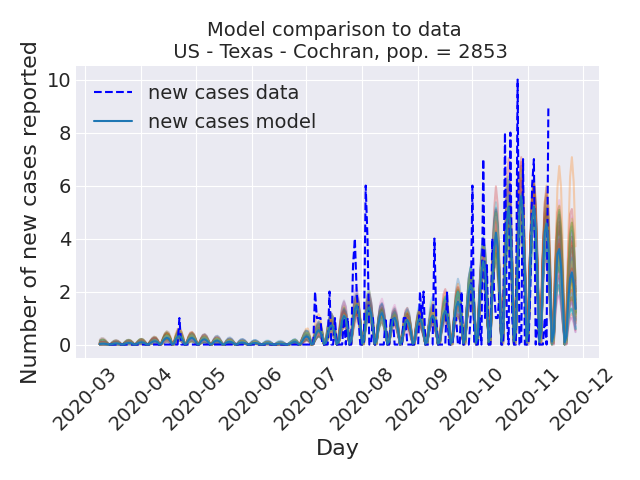 Model comparison to data
US - Texas - Cochran, pop. = 2853
Number of new cases reported
10
8
6
4
2
0
new cases data
new cases model
2020-03
2020-04
2020-05
2020-06
2020-07
2020-08
2020-09
2020-10
2020-11
2020-12
Day